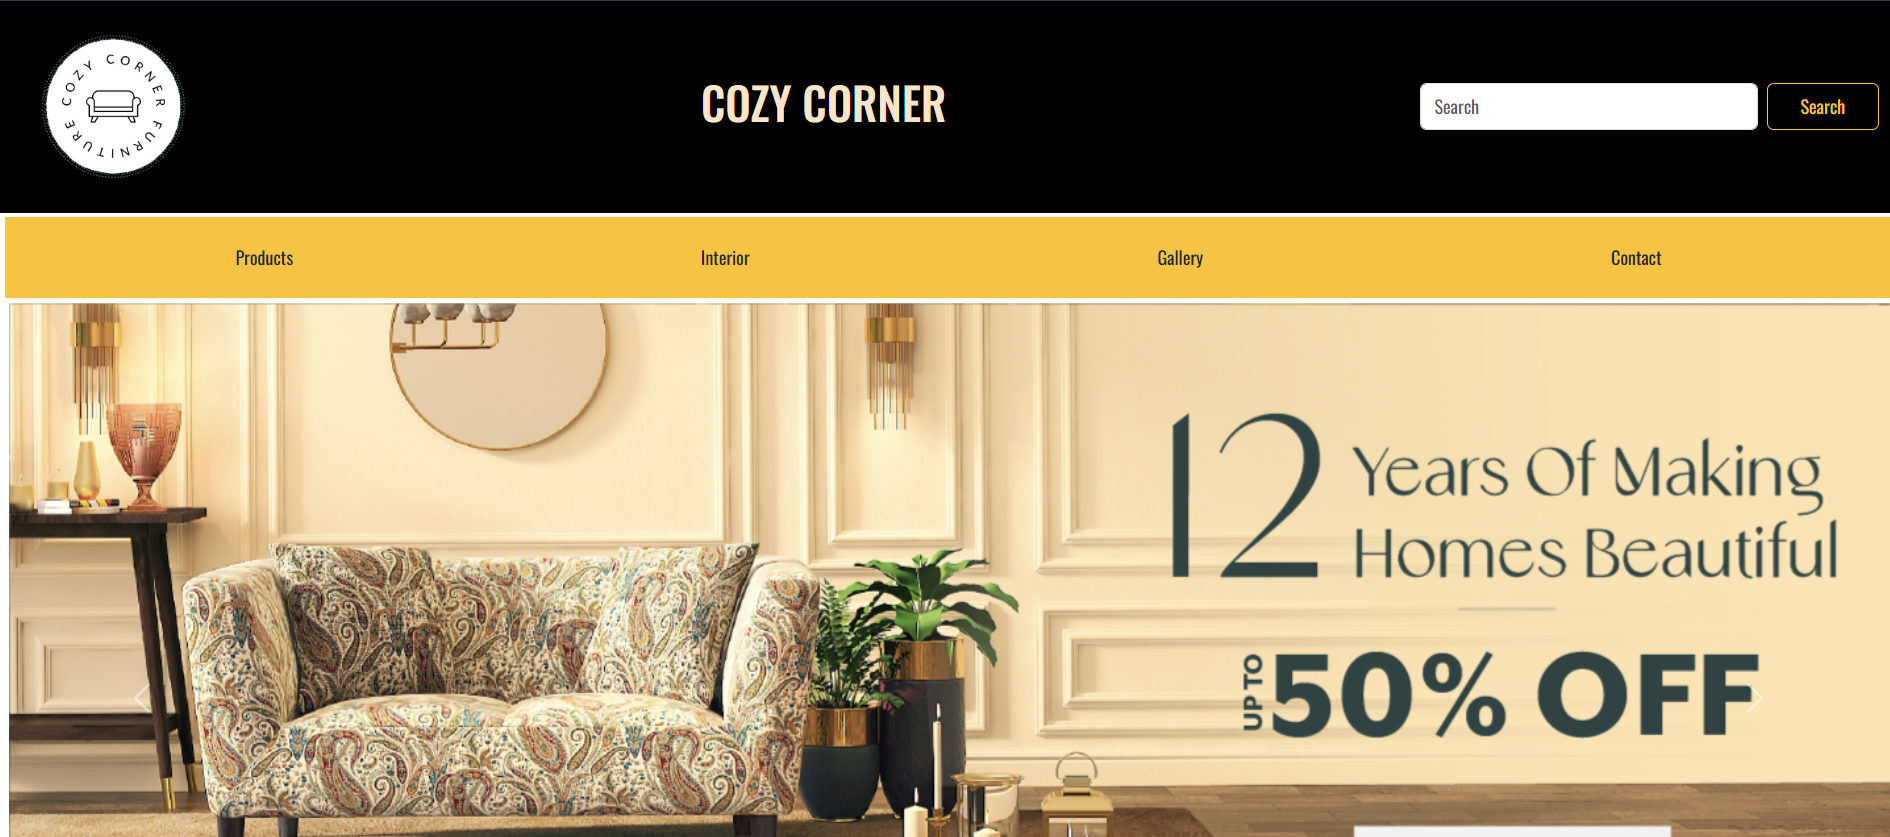 COZY CORNER FURNITURE
COZY CORNER
Search
Search
Products
Interior
Gallery
Contact
12 Years Of Making
Homes Beautiful
UP TO 50% OFF